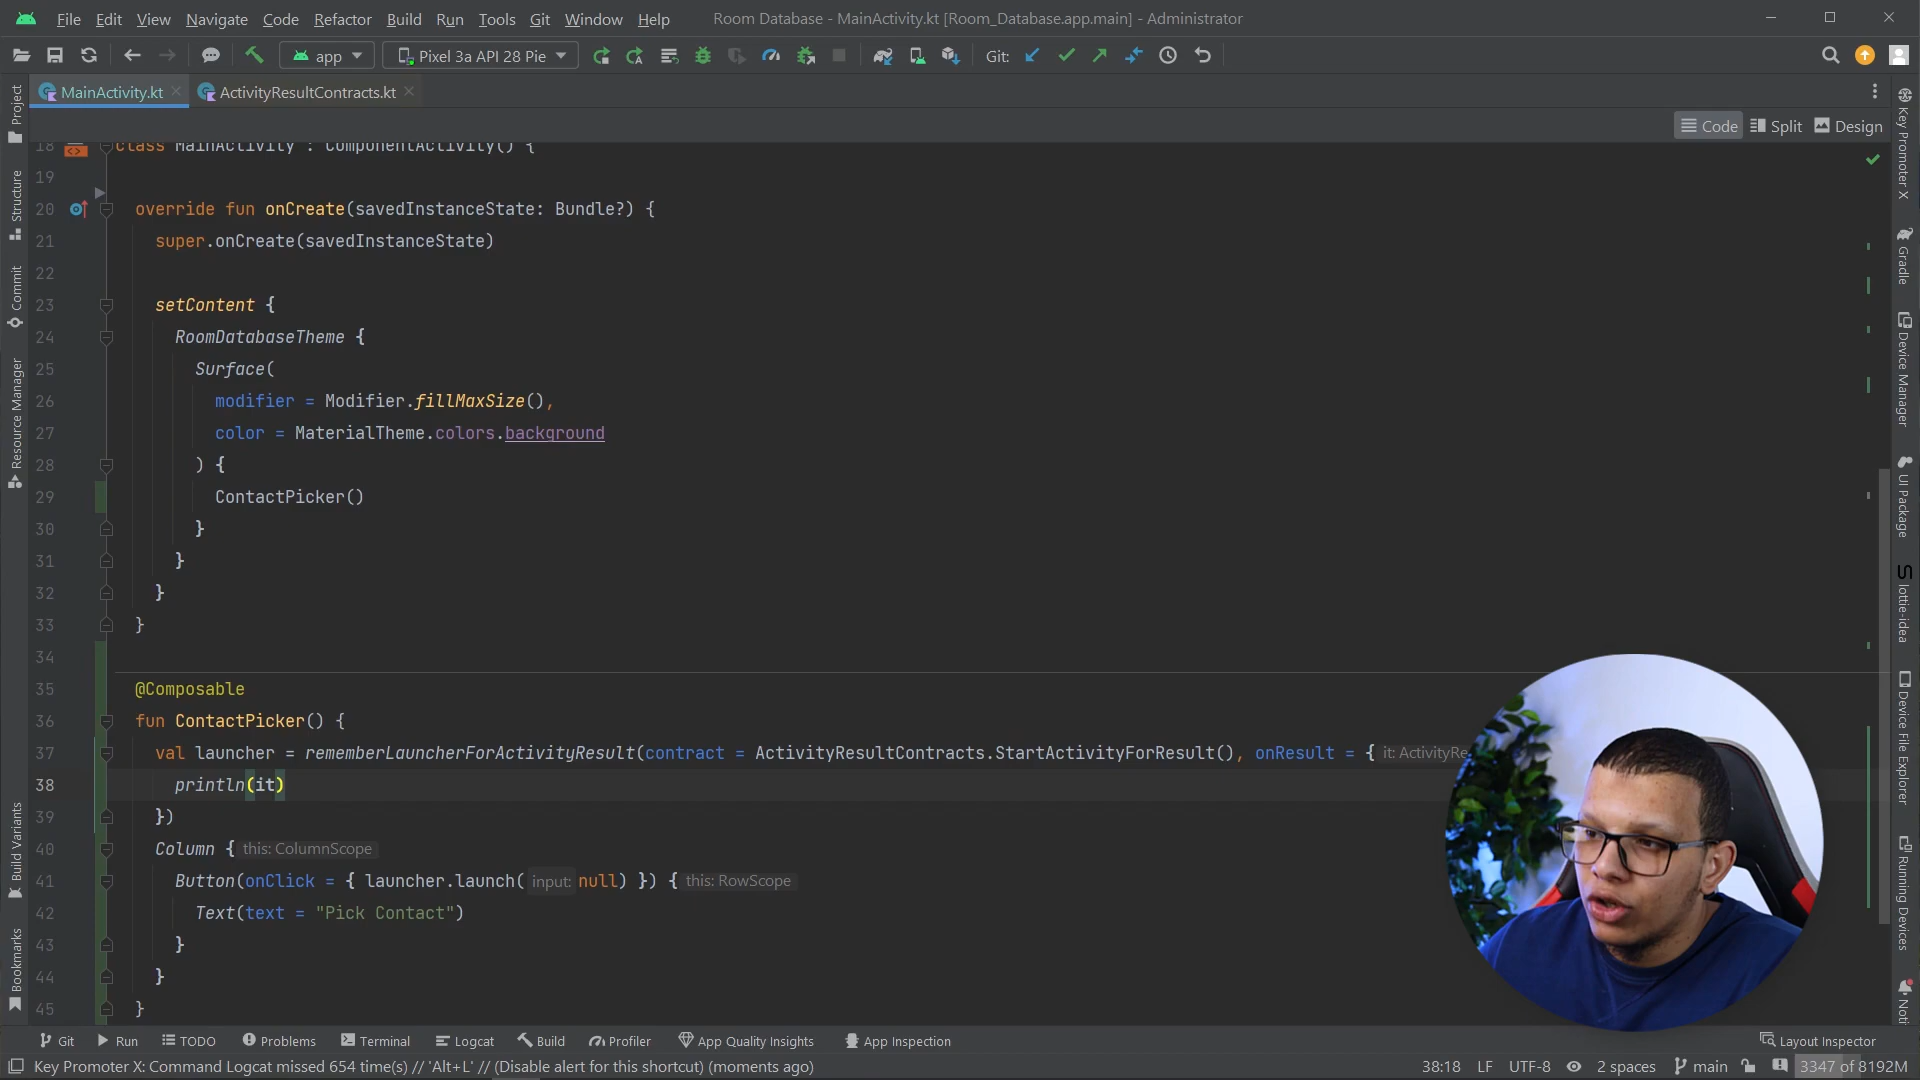 File Edit View Navigate Code Refactor Build Run Tools Git Window Help Room Database - MainActivity.kt [Room_Database.app.main] - Administrator
app Pixel 3a API 28 Pie Git:
MainActivity.kt ActivityResultContracts.kt
Code Split Design
18 class MainActivity : ComponentActivity() {
19
20 override fun onCreate(savedInstanceState: Bundle?) {
21 super.onCreate(savedInstanceState)
22
23 setContent {
24 RoomDatabaseTheme {
25 Surface(
26 modifier = Modifier.fillMaxSize(),
27 color = MaterialTheme.colors.background
28 ) {
29 ContactPicker()
30 }
31 }
32 }
33 }
34
35 @Composable
36 fun ContactPicker() {
37 val launcher = rememberLauncherForActivityResult(contract = ActivityResultContracts.StartActivityForResult(), onResult = { it: ActivityRe
38 println(it)
39 })
40 Column { this: ColumnScope
41 Button(onClick = { launcher.launch( input: null) }) { this: RowScope
42 Text(text = "Pick Contact")
43 }
44 }
45 }
Project
Structure
Commit
Resource Manager
Build Variants
Bookmarks
Key Promoter X
Gradle
Device Manager
UI Package
lottie-idea
Device File Explorer
Running Devices
Noti
Git Run TODO Problems Terminal Logcat Build Profiler App Quality Insights App Inspection Layout Inspector
Key Promoter X: Command Logcat missed 654 time(s) // 'Alt+L' // (Disable alert for this shortcut) (moments ago) 38:18 LF UTF-8 2 spaces main 3347 of 8192M